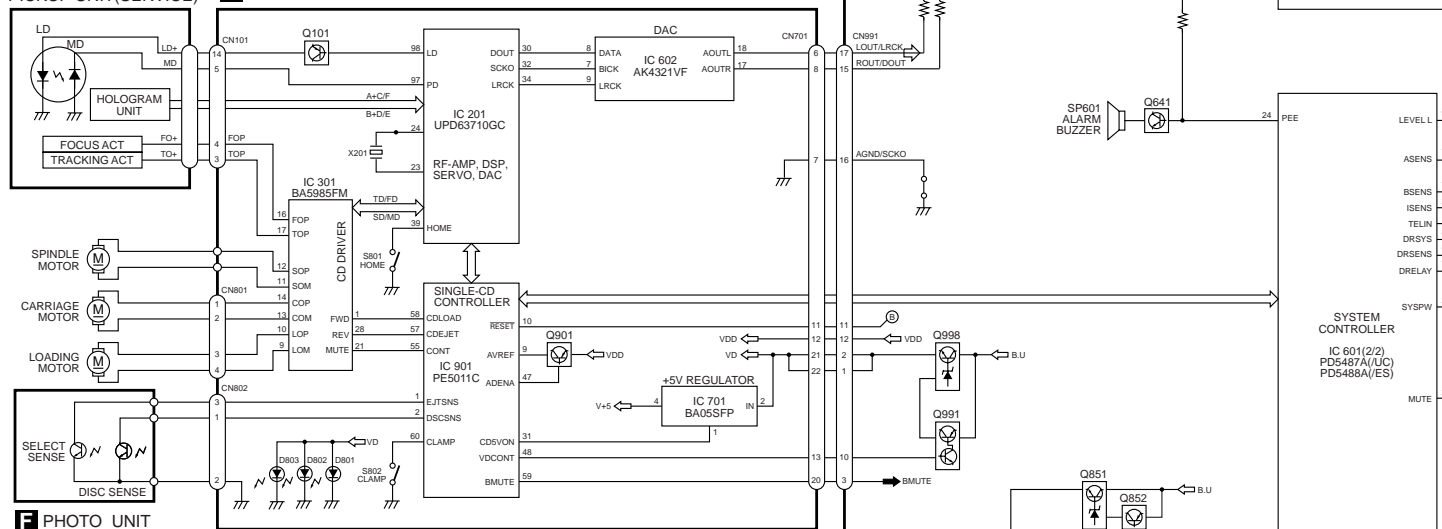 LD
MD
LD+
MD
HOLOGRAM
UNIT
A+C/F
B+D/E
FOCUS ACT
TRACKING ACT
FO+
TO+
CN101
14
5
4
3
FOP
TOP
Q101
98
LD
97
PD
24
X201
23
DOUT
30
SCKO
32
LRCK
34
IC 201
UPD63710GC
RF-AMP, DSP,
SERVO, DAC
39
HOME
S801
HOME
DAC
8
DATA
7
BICK
9
LRCK
IC 602
AK4321VF
AOUTL
18
AOUTR
17
CN701
CN991
6
17
LOUT/LRCK
8
15
ROUT/DOUT
7
16
AGND/SCKO
IC 301
BA5985FM
TD/FD
SD/MD
CD DRIVER
16
FOP
17
TOP
12
SOP
11
SOM
14
COP
13
COM
10
LOP
9
LOM
FWD
1
REV
28
MUTE
21
SPINDLE
MOTOR
M
CARRIAGE
MOTOR
M
LOADING
MOTOR
M
CN801
1
2
3
4
CN802
3
1
2
SELECT
SENSE
DISC SENSE
F PHOTO UNIT
SINGLE-CD
CONTROLLER
58
CDLOAD
57
CDEJET
55
CONT
IC 901
PE5011C
1
EJTSNS
2
DSCSNS
60
CLAMP
RESET
10
AVREF
9
ADENA
47
CD5VON
31
VDCONT
48
BMUTE
59
Q901
VDD
D803
D802
D801
VD
S802
CLAMP
+5V REGULATOR
V+5
4
IC 701
BA05SFP
IN
2
1
VDD
VD
11
11
B
12
12
VDD
21
2
22
1
13
10
20
3
BMUTE
Q998
B.U
Q991
SP601
ALARM
BUZZER
Q641
24
PEE
LEVEL L
ASENS
BSENS
ISENS
TELIN
DRSYS
DRSENS
DRELAY
SYSPW
MUTE
SYSTEM
CONTROLLER
IC 601(2/2)
PD5487A(/UC)
PD5488A(/ES)
Q851
Q852
B.U